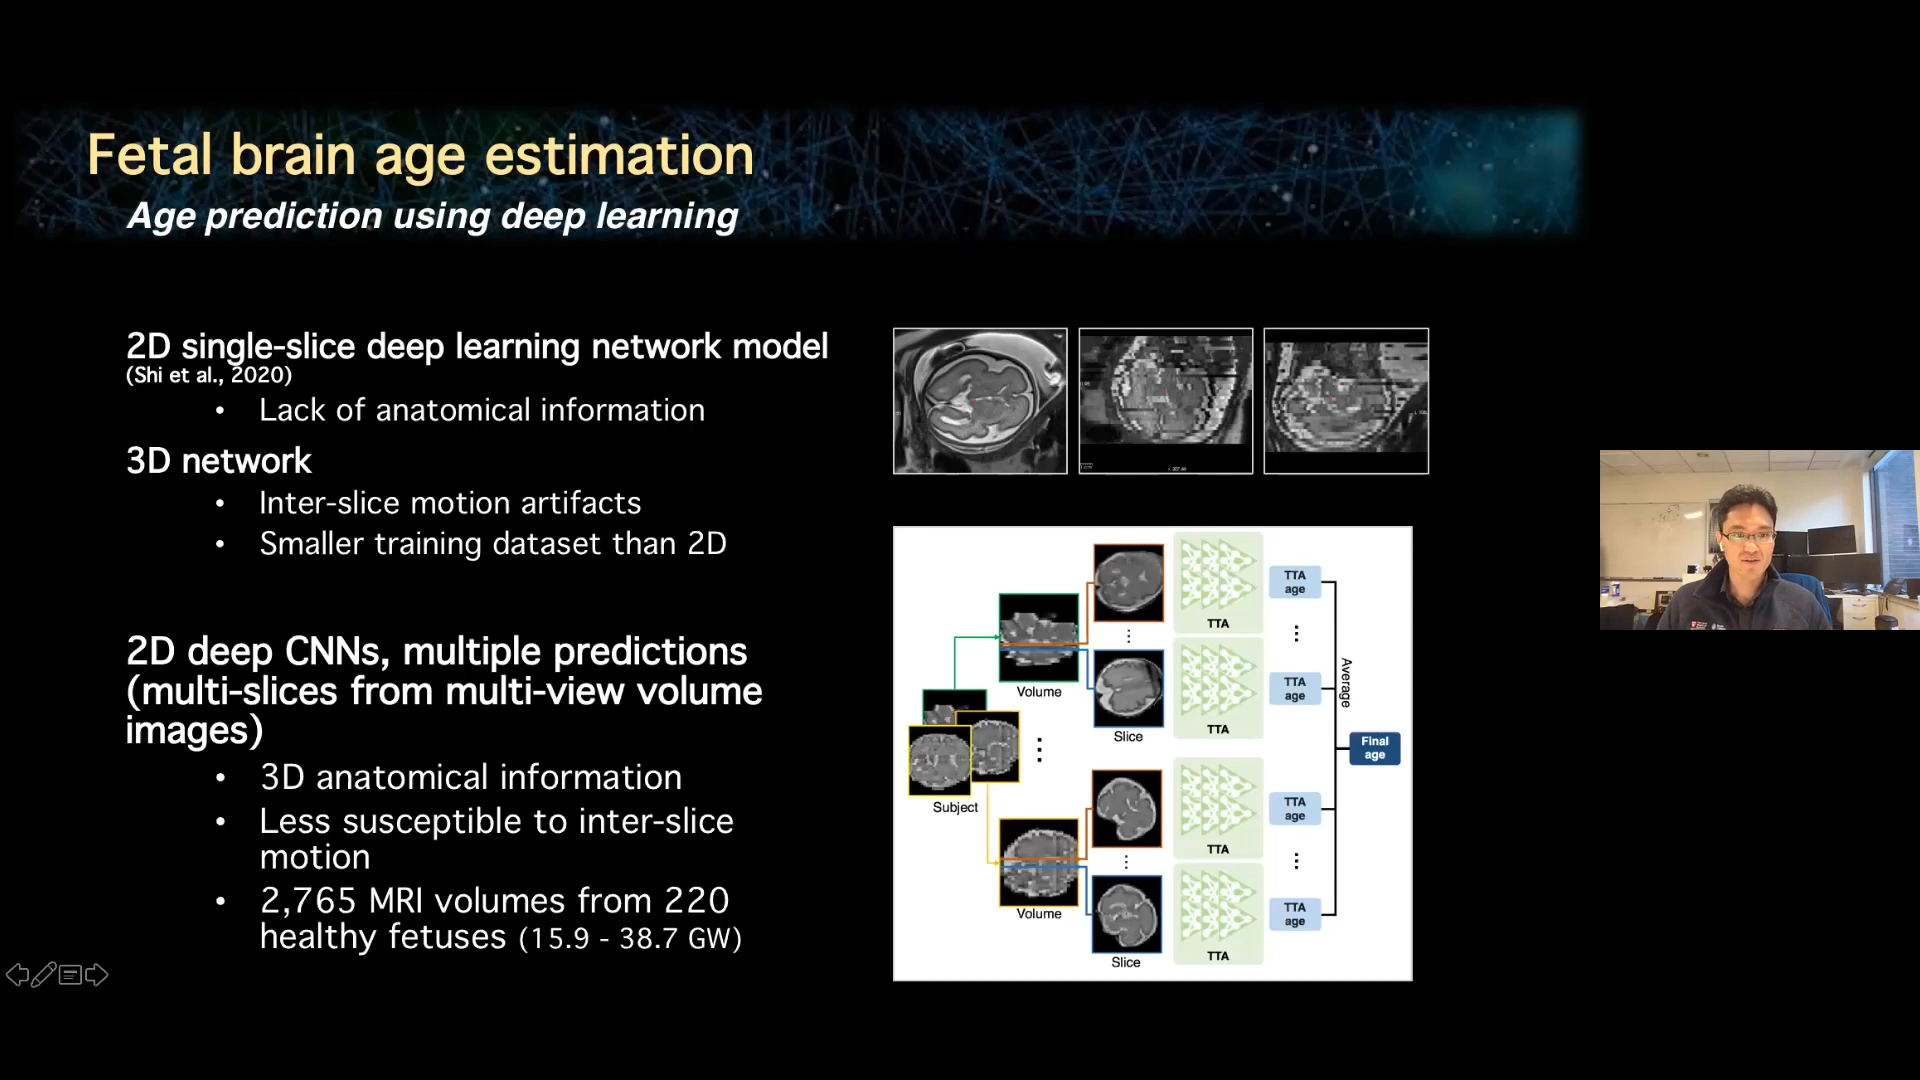 Fetal brain age estimation
Age prediction using deep learning
2D single-slice deep learning network model
(Shi et al., 2020)
• Lack of anatomical information
3D network
• Inter-slice motion artifacts
• Smaller training dataset than 2D
2D deep CNNs, multiple predictions
(multi-slices from multi-view volume
images)
• 3D anatomical information
• Less susceptible to inter-slice
motion
• 2,765 MRI volumes from 220
healthy fetuses (15.9 - 38.7 GW)
Subject
Volume
Volume
Slice
Slice
TTA
TTA
TTA
TTA
TTA
age
TTA
age
TTA
age
TTA
age
Average
Final
age